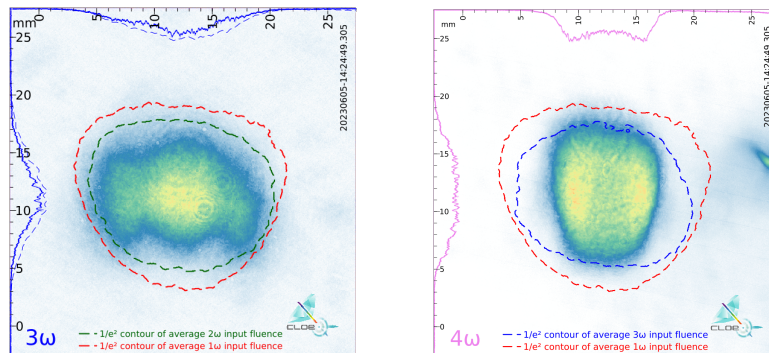 mm
0
5
10
15
20
25
25
20
15
10
5
0
20230605-14:24:49.305
3ω
1/e² contour of average 2ω input fluence
1/e² contour of average 1ω input fluence
CLOE
mm
0
5
10
15
20
25
25
20
15
10
5
0
20230605-14:24:49.305
4ω
1/e² contour of average 3ω input fluence
1/e² contour of average 1ω input fluence
CLOE